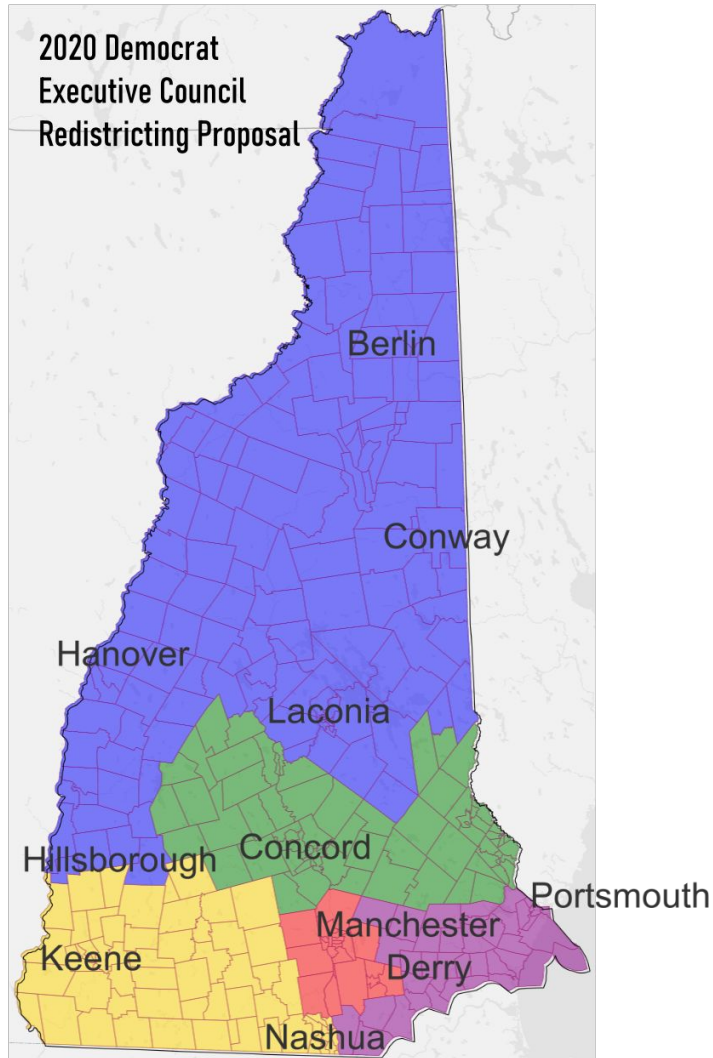 2020 Democrat
Executive Council
Redistricting Proposal
Berlin
Conway
Hanover
Laconia
Concord
Hillsborough
Portsmouth
Manchester
Keene
Derry
Nashua